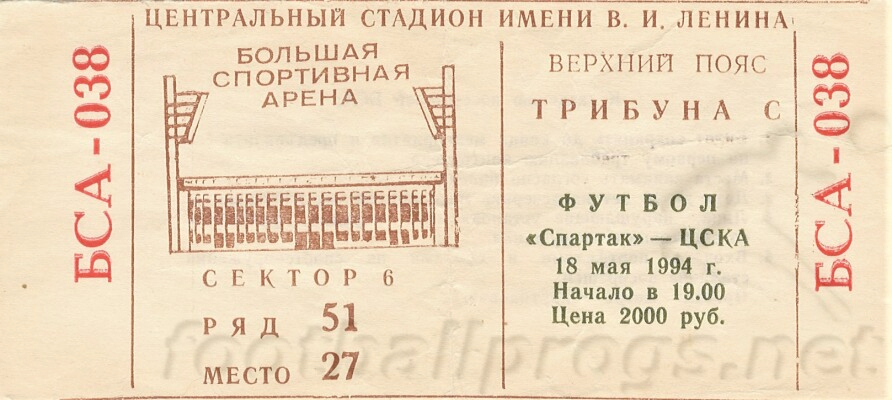 ЦЕНТРАЛЬНЫЙ СТАДИОН ИМЕНИ В. И. ЛЕНИНА
БСА-038
БОЛЬШАЯ
СПОРТИВНАЯ
АРЕНА
СЕКТОР 6
РЯД 51
МЕСТО 27
ВЕРХНИЙ ПОЯС
ТРИБУНА С
ФУТБОЛ
«Спартак» — ЦСКА
18 мая 1994 г.
Начало в 19.00
Цена 2000 руб.
БСА-038
footballprogs.net